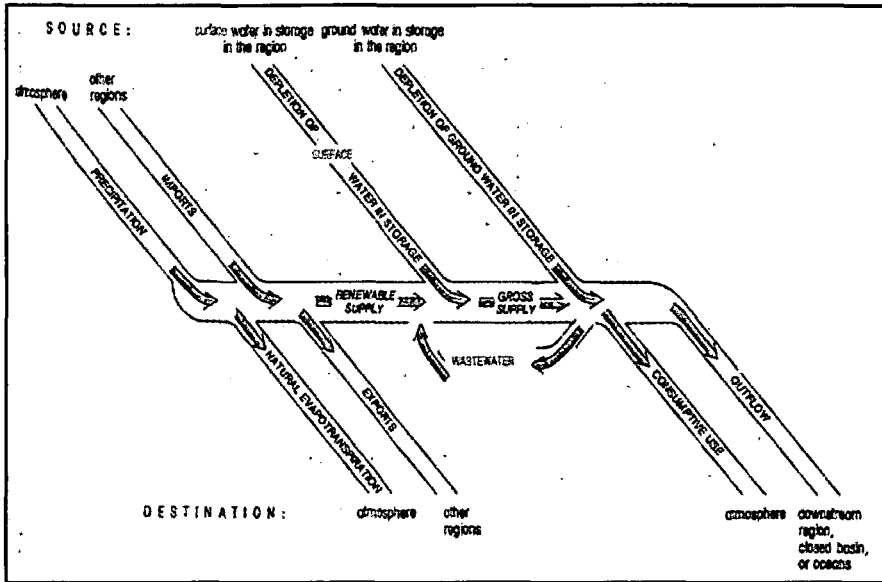 SOURCE:
surface water in storage
in the region
ground water in storage
in the region
atmosphere
other
regions
PRECIPITATION
IMPORTS
DEPLETION OF
SURFACE
WATER IN STORAGE
DEPLETION OF GROUND WATER IN STORAGE
RENEWABLE
SUPPLY
GROSS
SUPPLY
WASTEWATER
NATURAL EVAPOTRANSPIRATION
EXPORTS
CONSUMPTIVE USE
OUTFLOW
DESTINATION:
atmosphere
other
regions
atmosphere
downstream
region,
closed basin,
or oceans